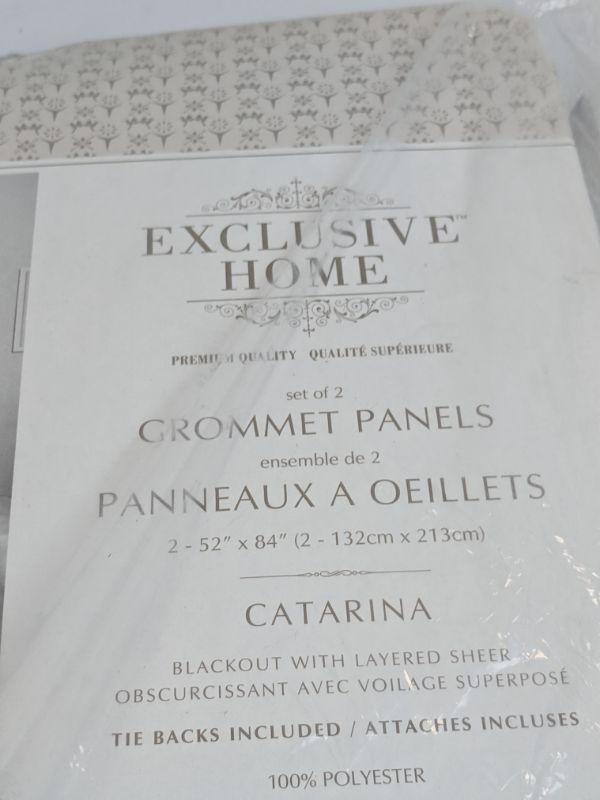 EXCLUSIVE™
HOME
PREMIUM QUALITY QUALITÉ SUPÉRIEURE
set of 2
GROMMET PANELS
ensemble de 2
PANNEAUX A OEILLETS
2 - 52" x 84" (2 - 132cm x 213cm)
CATARINA
BLACKOUT WITH LAYERED SHEER
OBSCURCISSANT AVEC VOILAGE SUPERPOSÉ
TIE BACKS INCLUDED / ATTACHES INCLUSES
100% POLYESTER